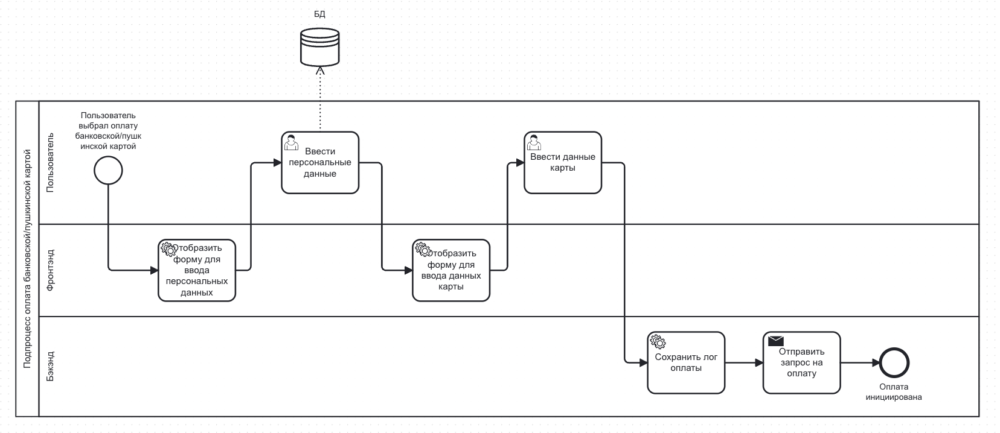 БД
Подпроцесс оплата банковской/пушкинской картой
Пользователь
Пользователь
выбрал оплату
банковской/пушк
инской картой
Ввести
персональные
данные
Ввести данные
карты
Фронтэнд
Отобразить
форму для
ввода
персональных
данных
Отобразить
форму для
ввода данных
карты
Бэкэнд
Сохранить лог
оплаты
Отправить
запрос на
оплату
Оплата
инициирована